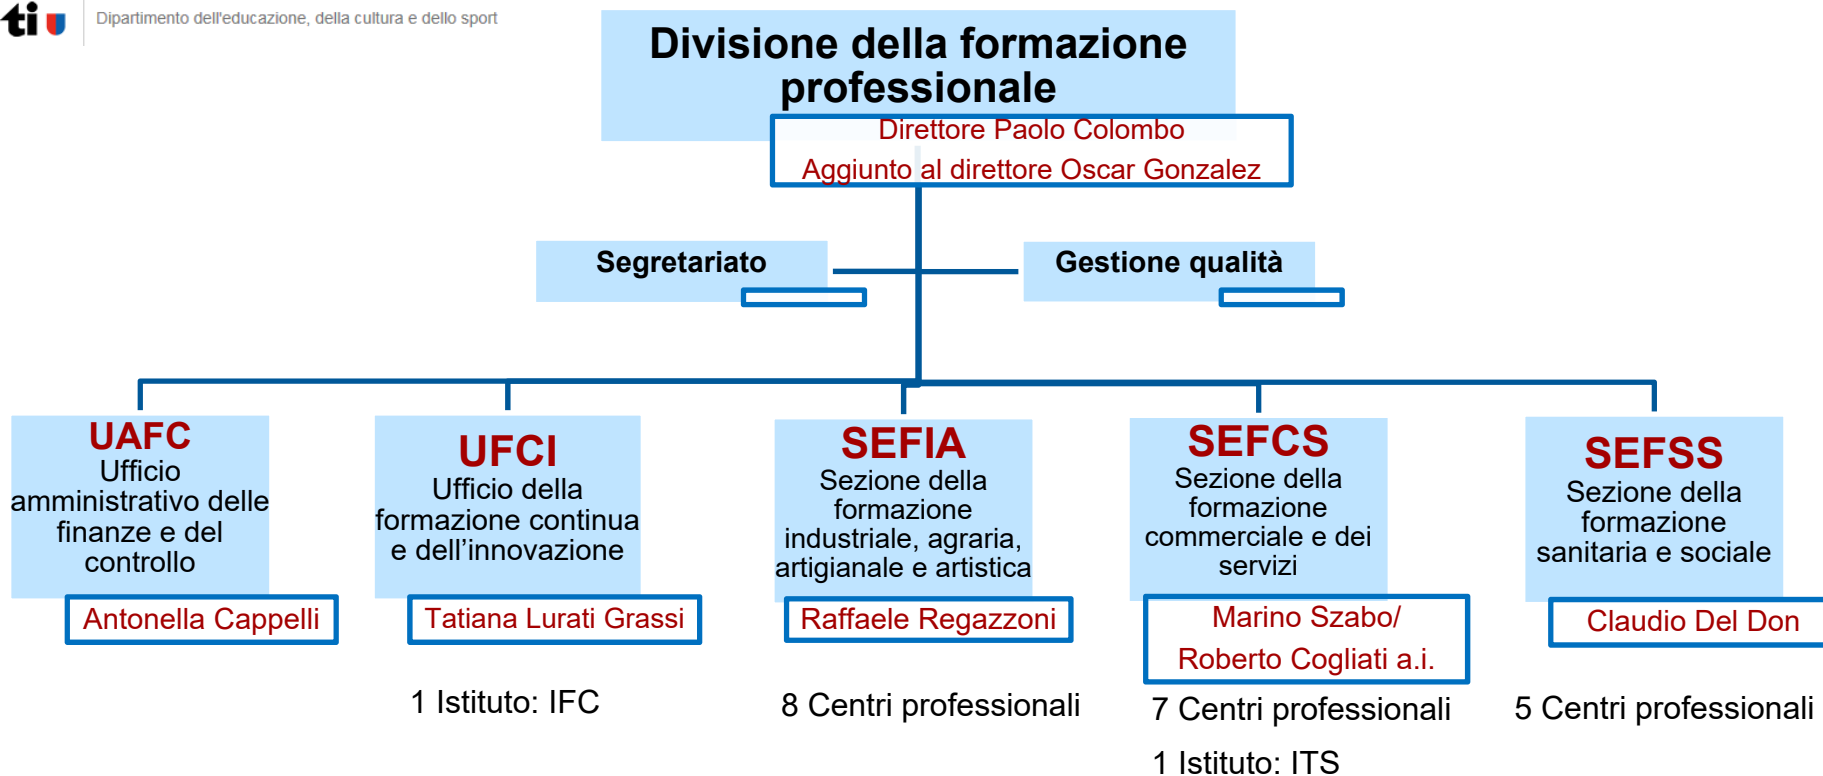 ti
Dipartimento dell'educazione, della cultura e dello sport
Divisione della formazione
professionale
Direttore Paolo Colombo
Aggiunto al direttore Oscar Gonzalez
Segretariato
Gestione qualità
UAFC
Ufficio
amministrativo delle
finanze e del
controllo
Antonella Cappelli
UFCI
Ufficio della
formazione continua
e dell’innovazione
Tatiana Lurati Grassi
1 Istituto: IFC
SEFIA
Sezione della
formazione
industriale, agraria,
artigianale e artistica
Raffaele Regazzoni
8 Centri professionali
SEFCS
Sezione della
formazione
commerciale e dei
servizi
Marino Szabo/
Roberto Cogliati a.i.
7 Centri professionali
1 Istituto: ITS
SEFSS
Sezione della
formazione
sanitaria e sociale
Claudio Del Don
5 Centri professionali